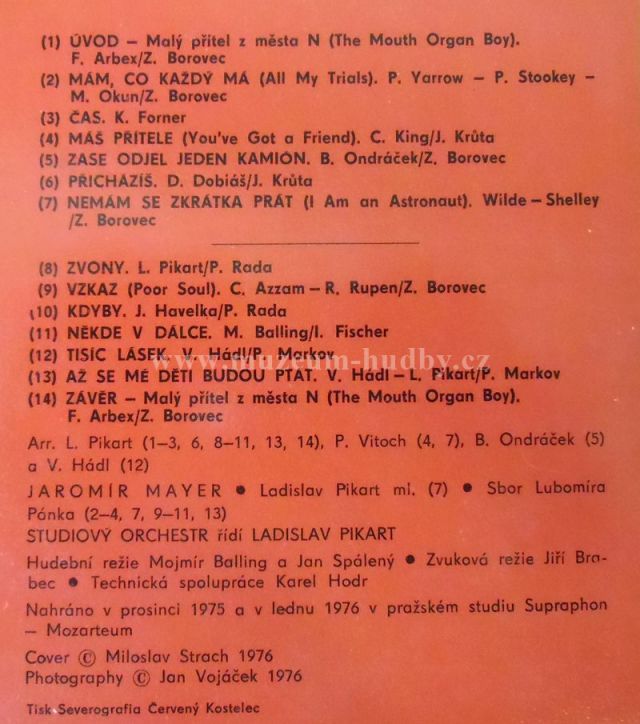 (1) ÚVOD – Malý přítel z města N (The Mouth Organ Boy).
F. Arbex/Z. Borovec
(2) MÁM, CO KAŽDÝ MÁ (All My Trials). P. Yarrow – P. Stookey –
M. Okun/Z. Borovec
(3) ČAS. K. Forner
(4) MÁŠ PŘÍTELE (You've Got a Friend). C. King/J. Krůta
(5) ZASE ODJEL JEDEN KAMIÓN. B. Ondráček/Z. Borovec
(6) PŘICHÁZÍŠ. D. Dobiáš/J. Krůta
(7) NEMÁM SE ZKRÁTKA PRÁT (I Am an Astronaut). Wilde – Shelley
/Z. Borovec
(8) ZVONY. L. Pikart/P. Rada
(9) VZKAZ (Poor Soul). C. Azzam – R. Rupen/Z. Borovec
(10) KDYBY. J. Havelka/P. Rada
(11) NĚKDE V DÁLCE. M. Balling/I. Fischer
(12) TISÍC LÁSEK. V. Hádl/P. Markov
www.muzeum-hudby.cz
(13) AŽ SE MÉ DĚTI BUDOU PTÁT. V. Hádl – L. Pikart/P. Markov
(14) ZÁVĚR – Malý přítel z města N (The Mouth Organ Boy).
F. Arbex/Z. Borovec
Arr. L. Pikart (1–3, 6, 8–11, 13, 14), P. Vitoch (4, 7), B. Ondráček (5)
a V. Hádl (12)
JAROMÍR MAYER ● Ladislav Pikart ml. (7) ● Sbor Lubomíra
Pánka (2–4, 7, 9–11, 13)
STUDIOVÝ ORCHESTR řídí LADISLAV PIKART
Hudební režie Mojmír Balling a Jan Spálený ● Zvuková režie Jiří Bra-
bec ● Technická spolupráce Karel Hodr
Nahráno v prosinci 1975 a v lednu 1976 v pražském studiu Supraphon
– Mozarteum
Cover © Miloslav Strach 1976
Photography © Jan Vojáček 1976
Tisk Severografia Červený Kostelec